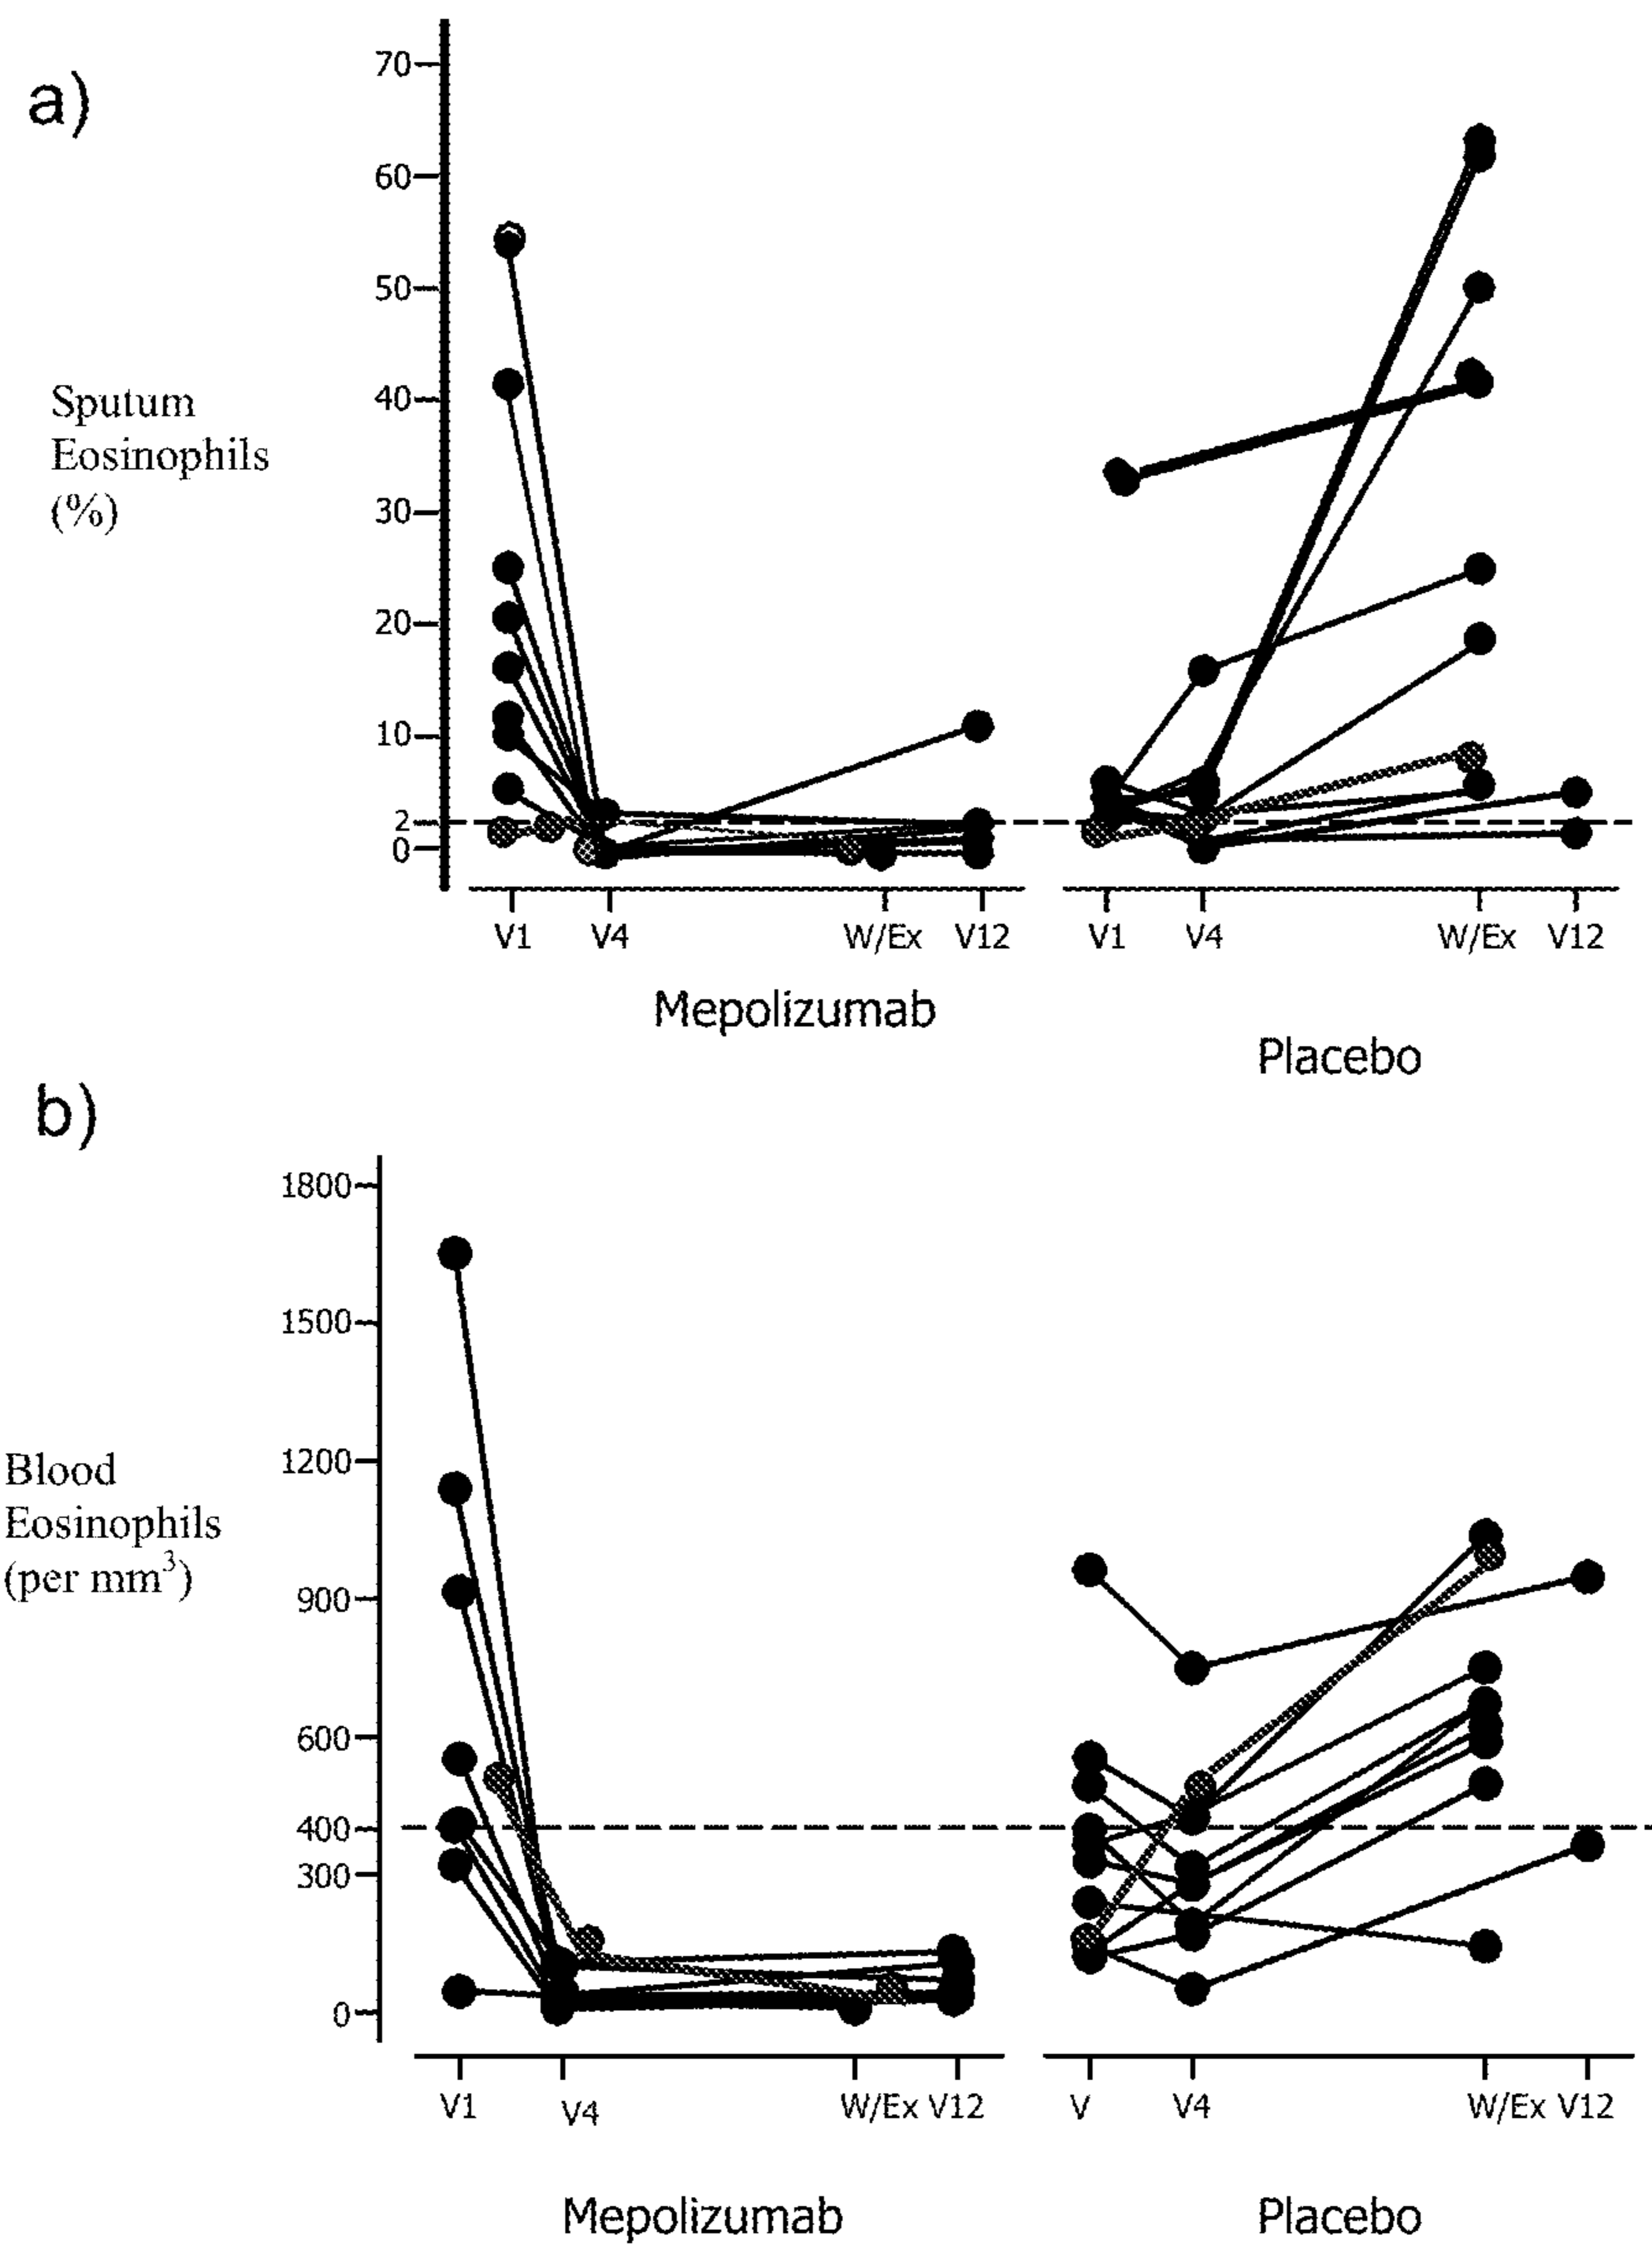 a)
Sputum
Eosinophils
(%)
70
60
50
40
30
20
10
2
0
V1 V4 W/Ex V12 V1 V4 W/Ex V12
Mepolizumab
Placebo
b)
Blood
Eosinophils
(per mm³)
1800
1500
1200
900
600
400
300
0
V1 V4 W/Ex V12 V V4 W/Ex V12
Mepolizumab Placebo